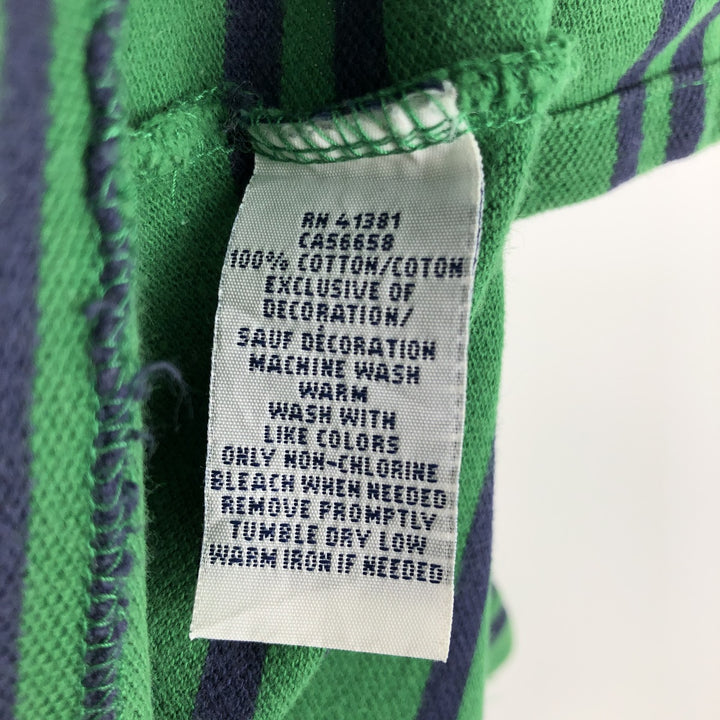 RN 41381
CA56658
100% COTTON/COTON
EXCLUSIVE OF
DECORATION/
SAUF DÉCORATION
MACHINE WASH
WARM
WASH WITH
LIKE COLORS
ONLY NON-CHLORINE
BLEACH WHEN NEEDED
REMOVE PROMPTLY
TUMBLE DRY LOW
WARM IRON IF NEEDED